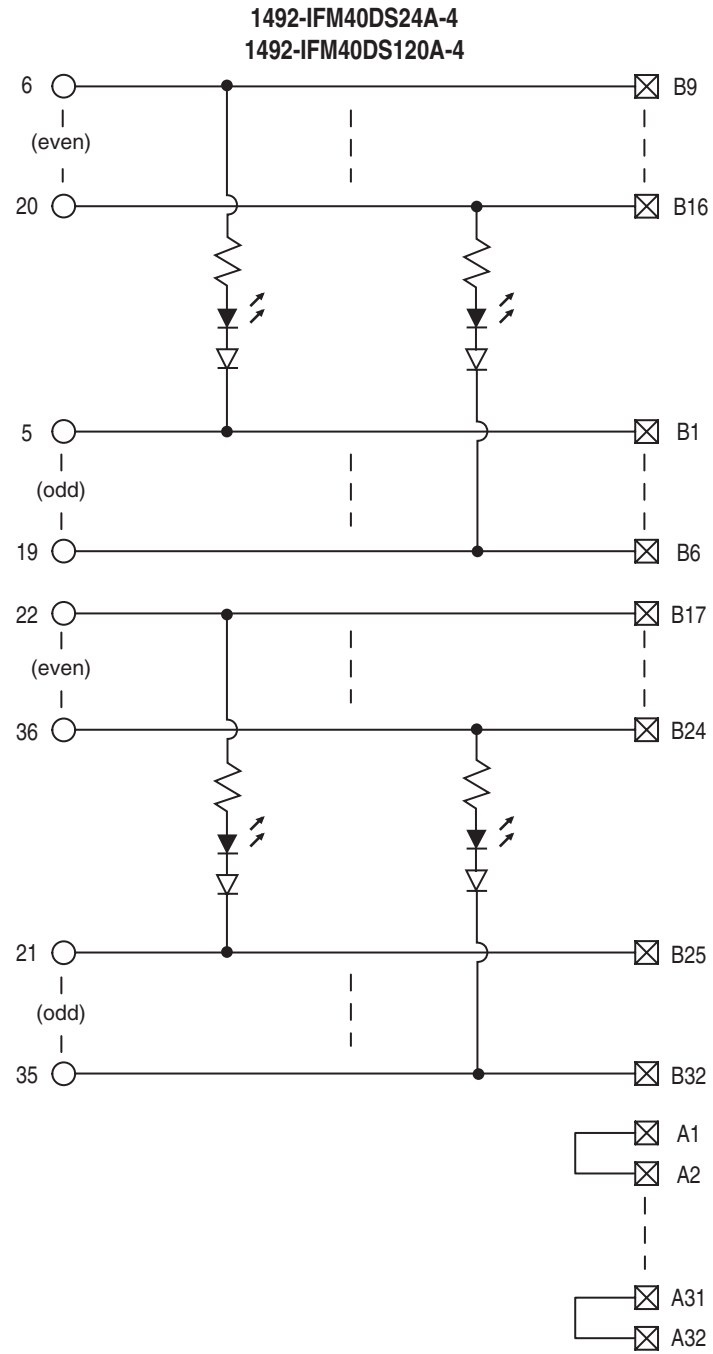 1492-IFM40DS24A-4
1492-IFM40DS120A-4
6 B9
(even)
20 B16
5 B1
(odd)
19 B6
22 B17
(even)
36 B24
21 B25
(odd)
35 B32
A1
A2
A31
A32